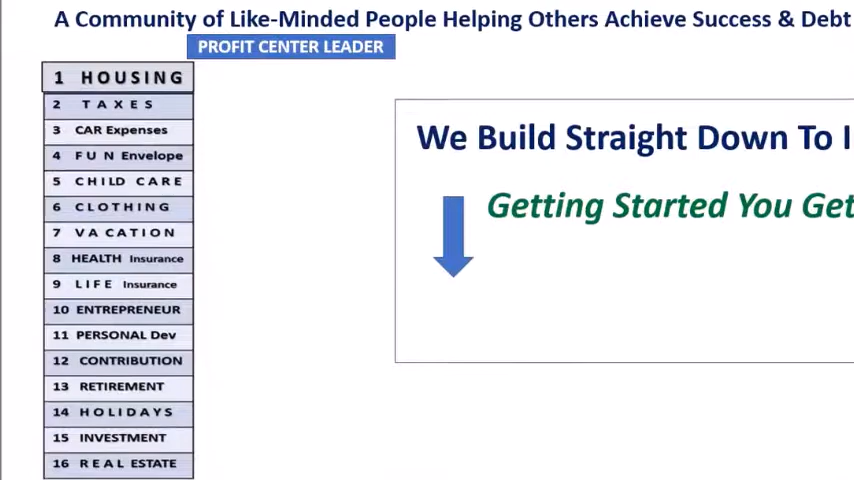 A Community of Like-Minded People Helping Others Achieve Success & Debt
PROFIT CENTER LEADER
1 HOUSING
2 TAXES
3 CAR Expenses
4 FUN Envelope
5 CHILD CARE
6 CLOTHING
7 VACATION
8 HEALTH Insurance
9 LIFE Insurance
10 ENTREPRENEUR
11 PERSONAL Dev
12 CONTRIBUTION
13 RETIREMENT
14 HOLIDAYS
15 INVESTMENT
16 REAL ESTATE
We Build Straight Down To
Getting Started You Get